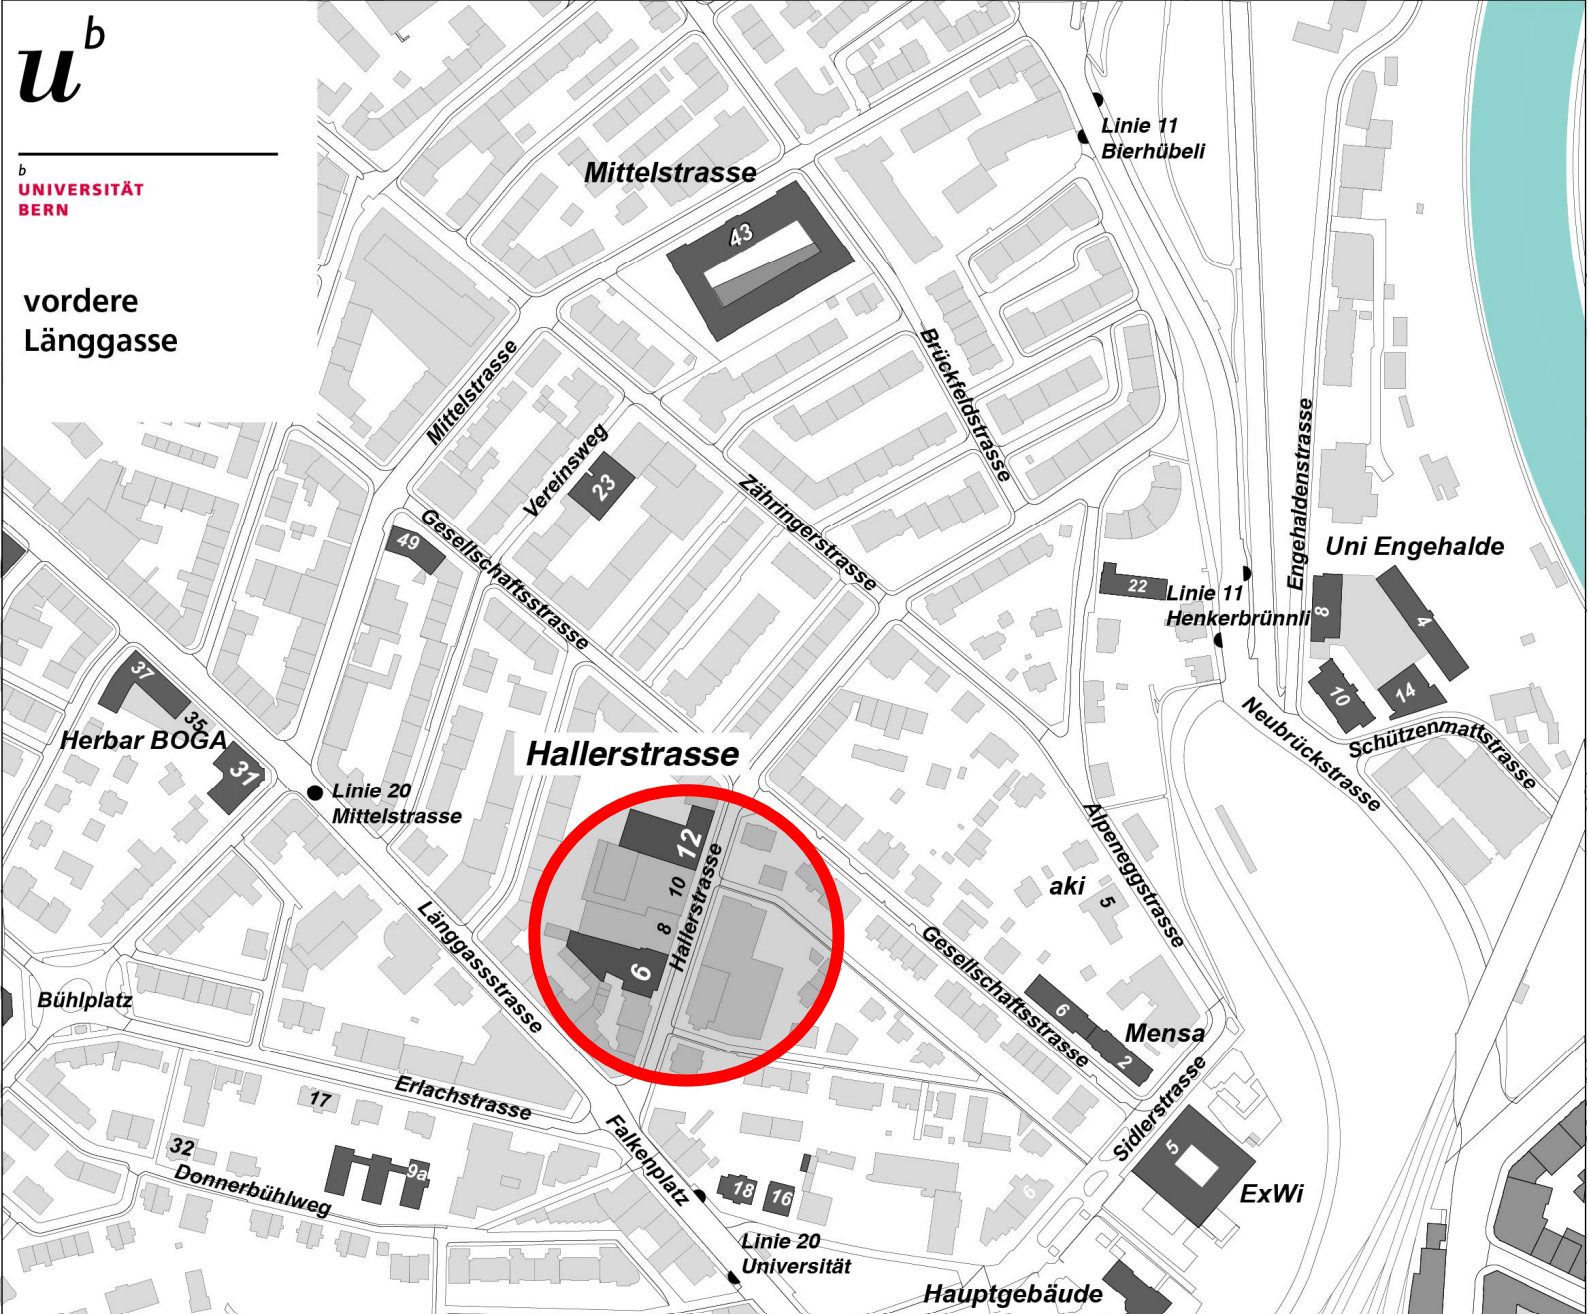 u
b
b
UNIVERSITÄT
BERN
vordere
Länggasse
Linie 11
Bierhübeli
Mittelstrasse
43
Mittelstrasse
Brückfeldstrasse
Vereinsweg
23
Zähringerstrasse
Engehaldenstrasse
49
Gesellschaftsstrasse
Uni Engehalde
22
Linie 11
Henkerbrünnli
8
4
10
14
37
35
Herbar BOGA
31
Neubrückstrasse
Schützenmattstrasse
Hallerstrasse
Linie 20
Mittelstrasse
12
10
8
6
Hallerstrasse
Alpeneggstrasse
aki
5
Länggassstrasse
Gesellschaftsstrasse
Bühlplatz
6
2
Mensa
Erlachstrasse
17
32
Donnerbühlweg
9a
Falkenplatz
Sidlerstrasse
5
18
16
6
ExWi
Linie 20
Universität
Hauptgebäude